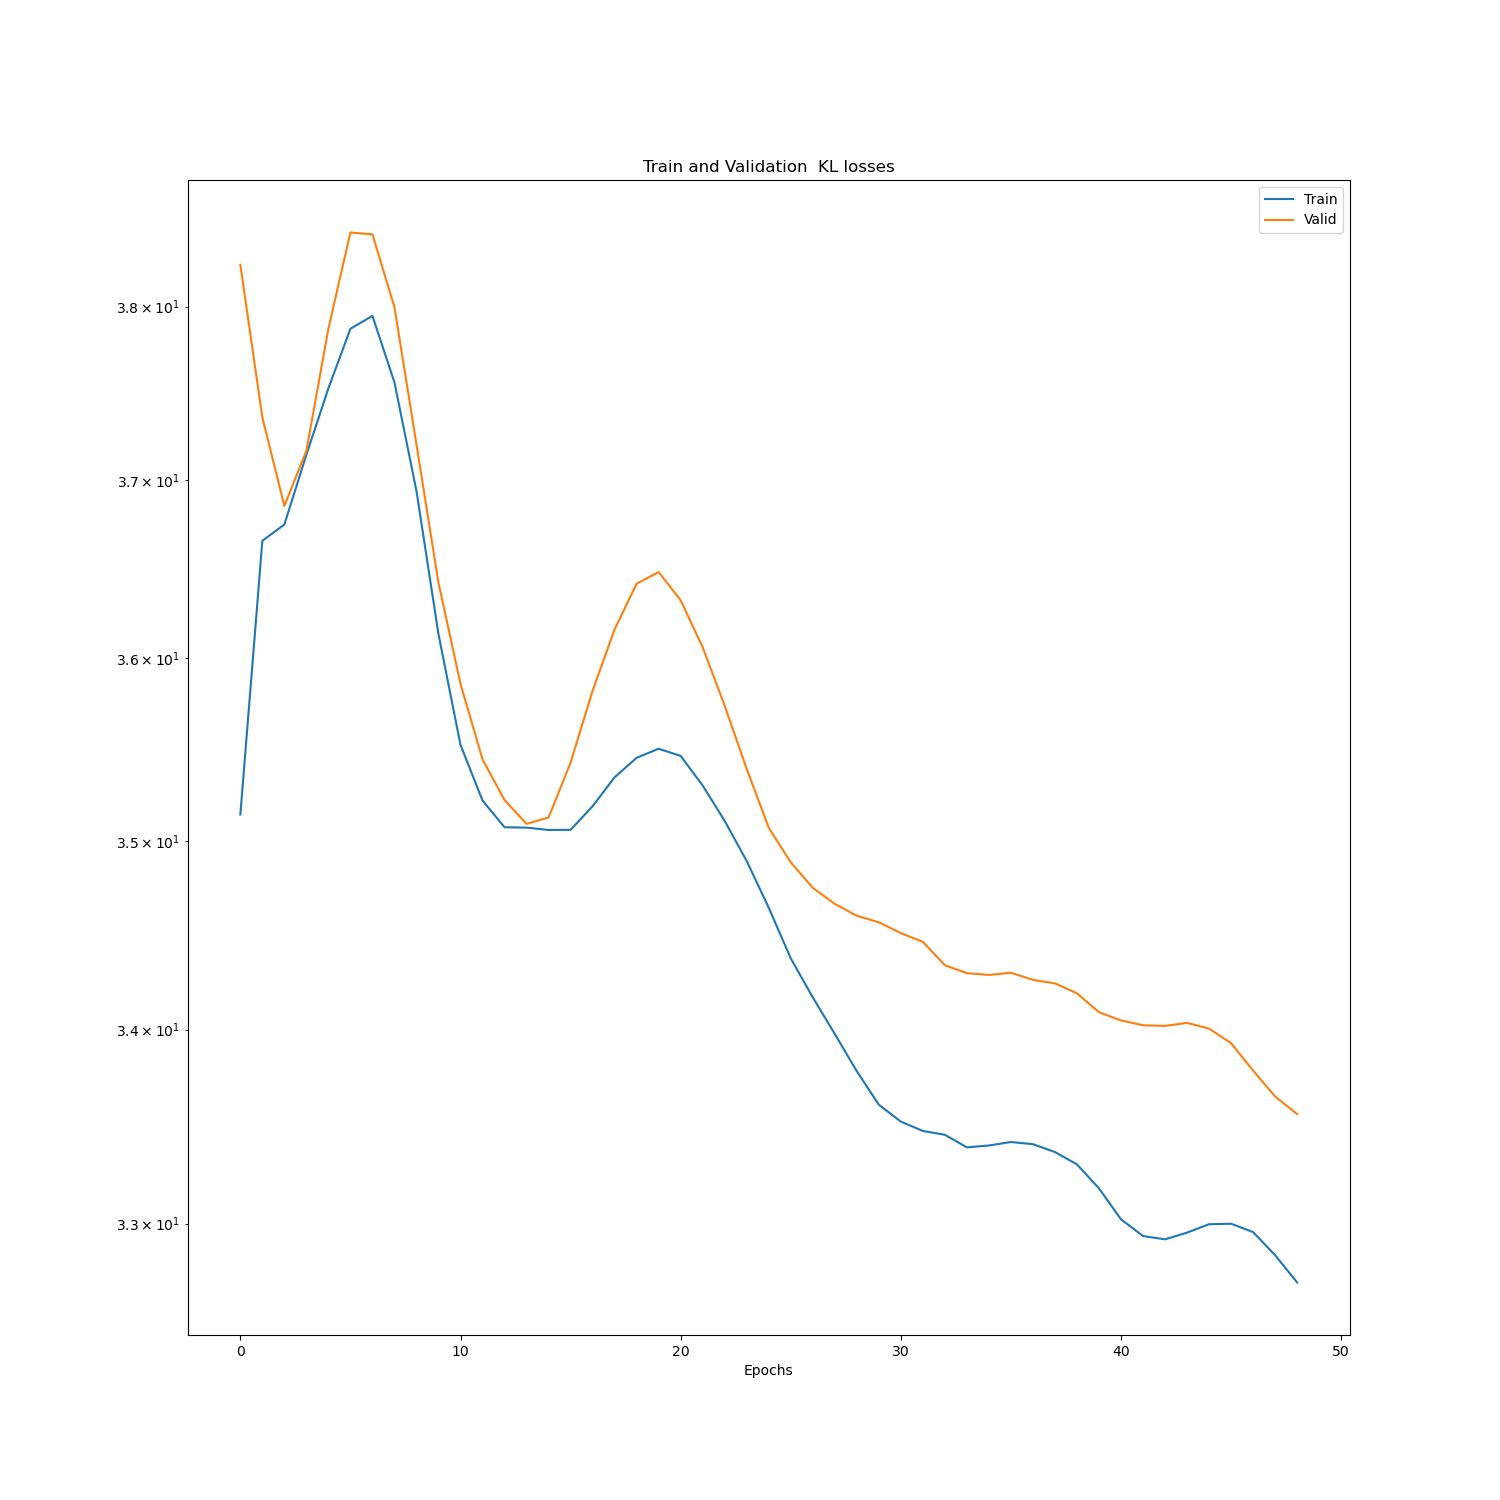 Train and Validation  KL losses
Train
Valid
3.8 × 10¹
3.7 × 10¹
3.6 × 10¹
3.5 × 10¹
3.4 × 10¹
3.3 × 10¹
0 10 20 30 40 50
Epochs